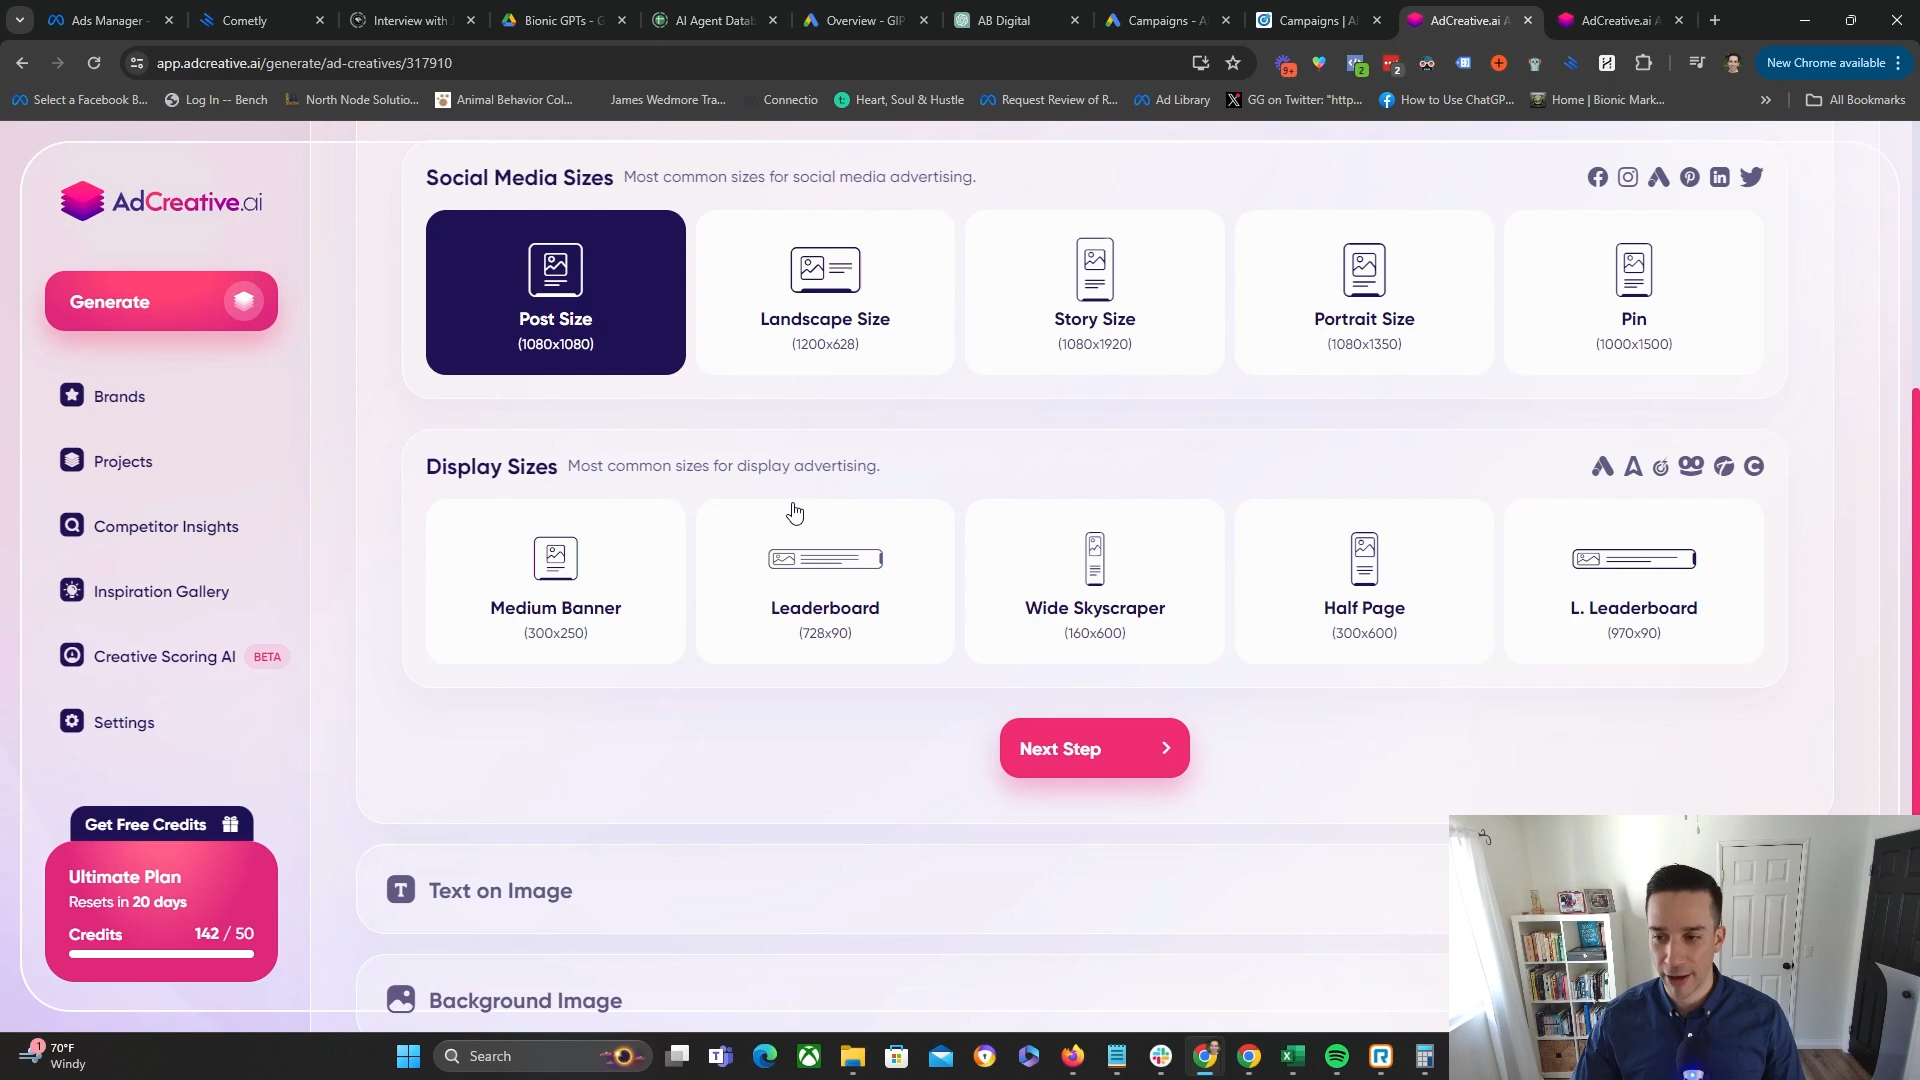 Ads Manager -
Cometly
Interview with
Bionic GPTs - G
AI Agent Datab
Overview - GIP
AB Digital
Campaigns - A
Campaigns | A
AdCreative.ai A
AdCreative.ai A
app.adcreative.ai/generate/ad-creatives/317910
9+
2
2
New Chrome available
Select a Facebook B...
Log In -- Bench
North Node Solutio...
Animal Behavior Col...
James Wedmore Tra...
Connectio
Heart, Soul & Hustle
Request Review of R...
Ad Library
GG on Twitter: "http...
How to Use ChatGP...
Home | Bionic Mark...
All Bookmarks
AdCreative.ai
Generate
Brands
Projects
Competitor Insights
Inspiration Gallery
Creative Scoring AI BETA
Settings
Get Free Credits
Ultimate Plan
Resets in 20 days
Credits 142 / 50
Social Media Sizes Most common sizes for social media advertising.
Post Size
(1080x1080)
Landscape Size
(1200x628)
Story Size
(1080x1920)
Portrait Size
(1080x1350)
Pin
(1000x1500)
Display Sizes Most common sizes for display advertising.
Medium Banner
(300x250)
Leaderboard
(728x90)
Wide Skyscraper
(160x600)
Half Page
(300x600)
L. Leaderboard
(970x90)
Next Step
Text on Image
Background Image
1
70°F
Windy
Search